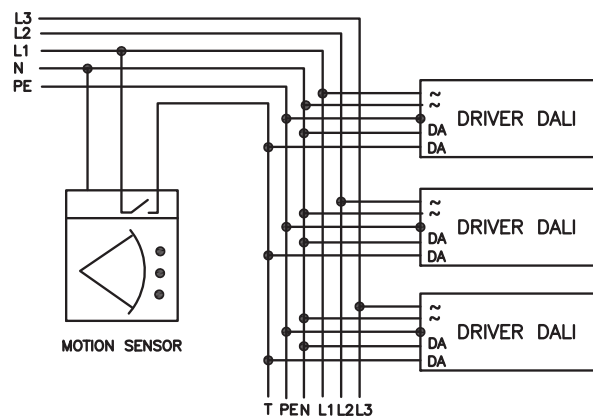 L3
L2
L1
N
PE
~
~
DRIVER DALI
DA
DA
~
~
DRIVER DALI
DA
DA
~
~
DRIVER DALI
DA
DA
MOTION SENSOR
T PE N L1 L2 L3